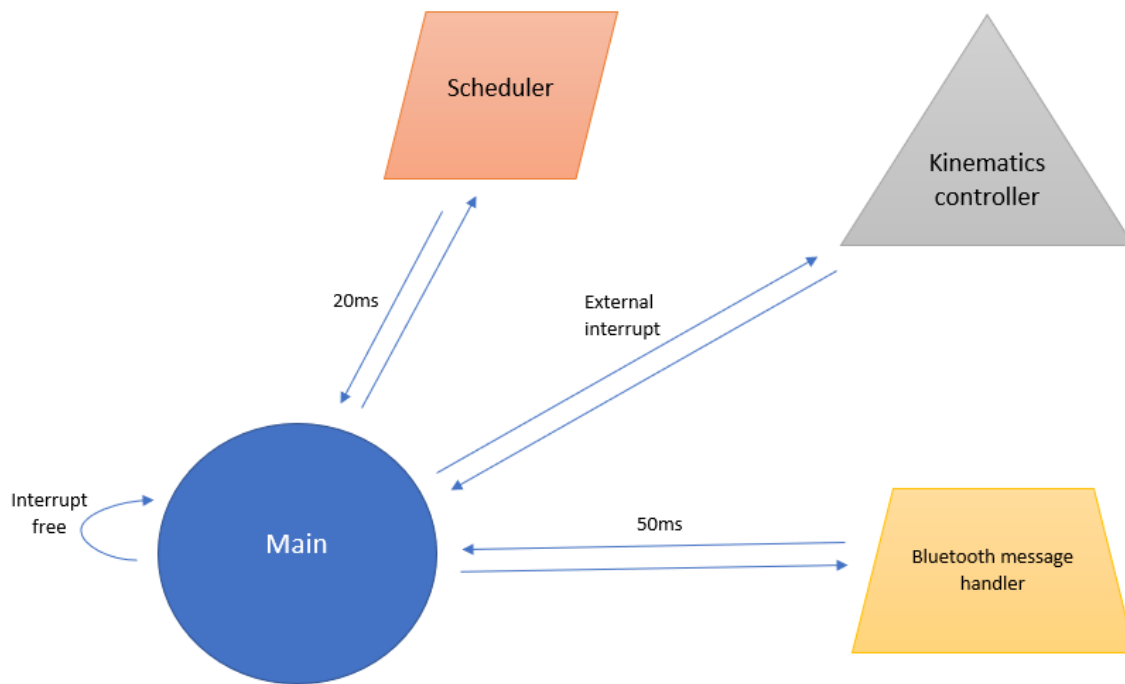 Scheduler
Kinematics
controller
20ms
External
interrupt
Interrupt
free
Main
50ms
Bluetooth message
handler